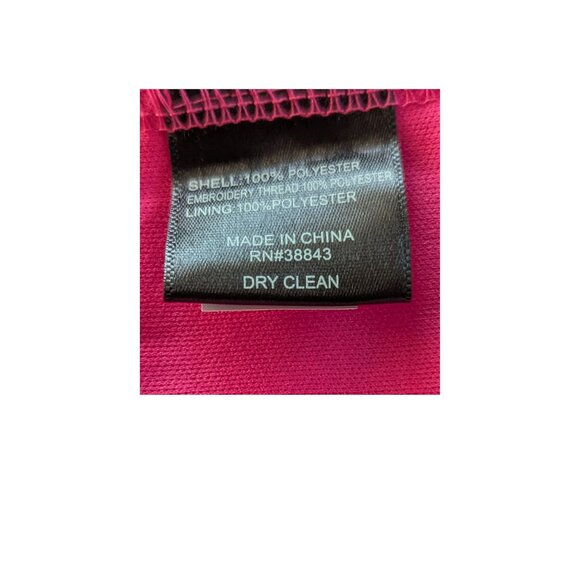 SHELL:100% POLYESTER
EMBROIDERY THREAD:100% POLYESTER
LINING:100%POLYESTER
MADE IN CHINA
RN#38843
DRY CLEAN